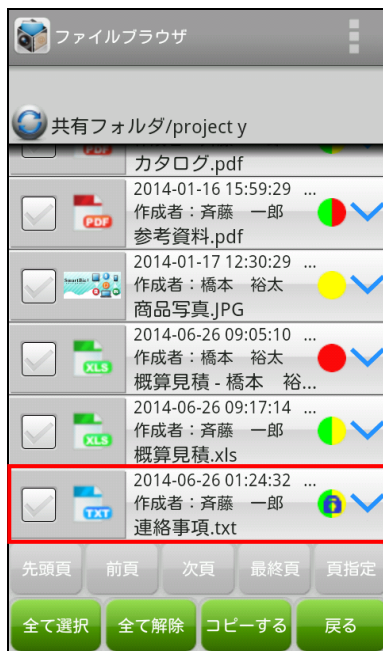 ファイルブラウザ
共有フォルダ/project y
カタログ.pdf
2014-01-16 15:59:29 ...
作成者：斉藤　一郎
PDF
参考資料.pdf
2014-01-17 12:30:29 ...
作成者：橋本　裕太
商品写真.JPG
2014-06-26 09:05:10 ...
作成者：橋本　裕太
XLS
概算見積 - 橋本　裕...
2014-06-26 09:17:14 ...
作成者：斉藤　一郎
XLS
概算見積.xls
2014-06-26 01:24:32 ...
作成者：斉藤　一郎
TXT
連絡事項.txt
先頭頁 前頁 次頁 最終頁 頁指定
全て選択 全て解除 コピーする 戻る